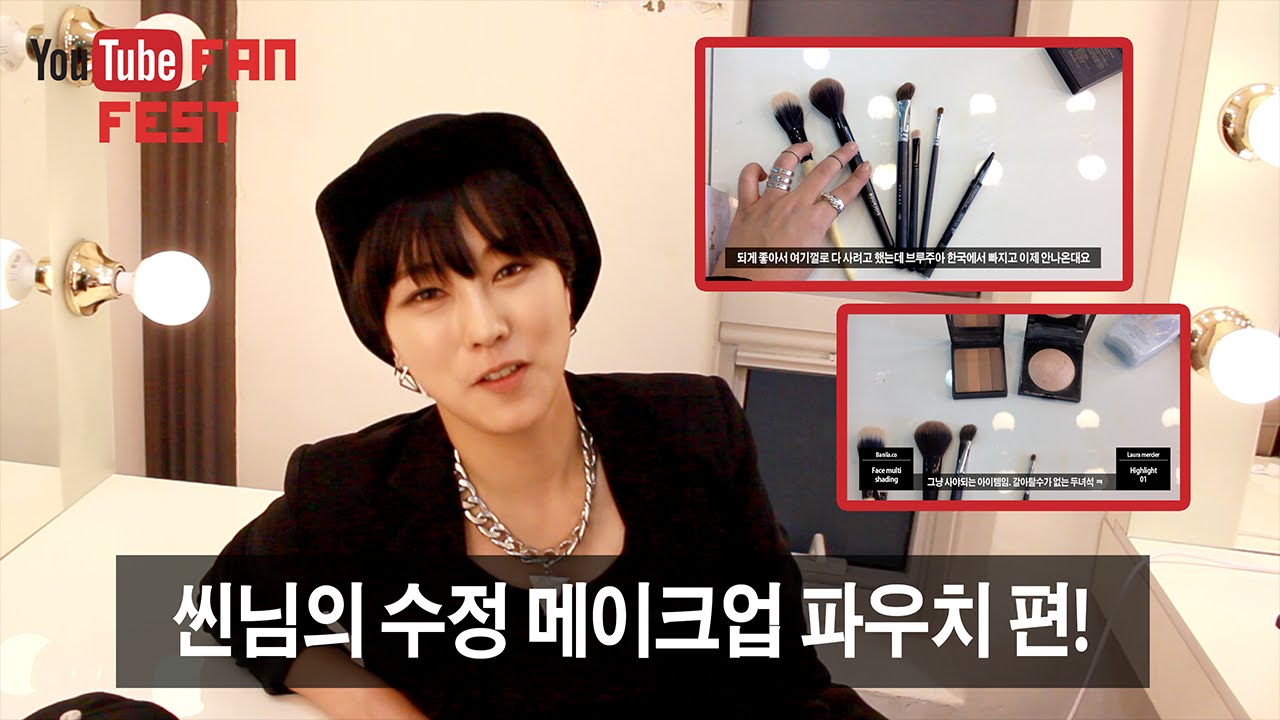 YouTube FAN
FEST
되게 좋아서 여기껄로 다 사려고 했는데 브루주아 한국에서 빠지고 이제 안나온대요
Banila.co
Face multi
shading
Laura mercier
Highlight
01
그냥 사야되는 아이템임. 갈아탈수가 없는 두녀석 ㅋ
씬님의 수정 메이크업 파우치 편!